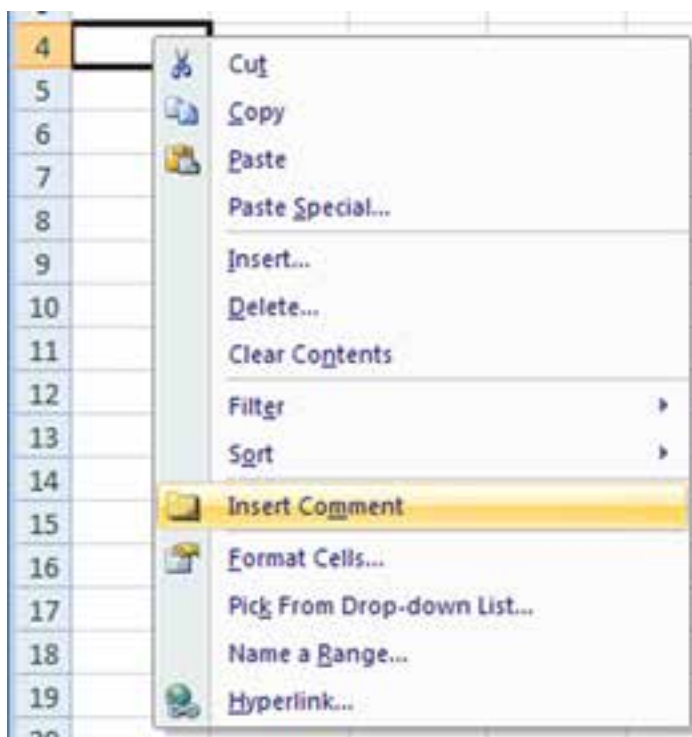 4
Cut
5
Copy
6
Paste
7
Paste Special...
8
9
Insert...
10
Delete...
11
Clear Contents
12
Filter
13
Sort
14
Insert Comment
15
16
Format Cells...
17
Pick From Drop-down List...
18
Name a Range...
19
Hyperlink...